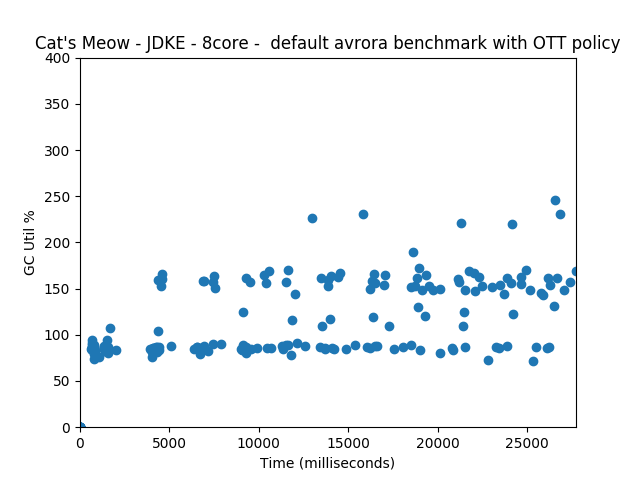 Cat's Meow - JDKE - 8core -  default avrora benchmark with OTT policy
400
350
300
250
200
150
100
50
0
GC Util %
0 5000 10000 15000 20000 25000
Time (milliseconds)